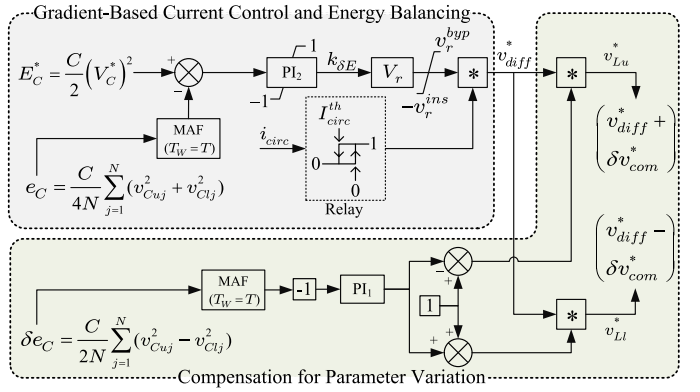 Gradient-Based Current Control and Energy Balancing
E_C^* = \frac{C}{2}(V_C^*)^2
−
1
PI_2
−1
k_{δE}
V_r
v_r^{byp}
−v_r^{ins}
*
v_{diff}^*
*
v_{Lu}^*
MAF
(T_W=T)
i_{circ}
I_{circ}^{th}
0
1
0
Relay
(v_{diff}^* + δv_{com}^*)
e_C = \frac{C}{4N} \sum_{j=1}^{N} (v_{Cuj}^2 + v_{Clj}^2)
(v_{diff}^* − δv_{com}^*)
MAF
(T_W=T)
-1
PI_1
−
+
1
+
+
*
v_{Ll}^*
δe_C = \frac{C}{2N} \sum_{j=1}^{N} (v_{Cuj}^2 − v_{Clj}^2)
Compensation for Parameter Variation